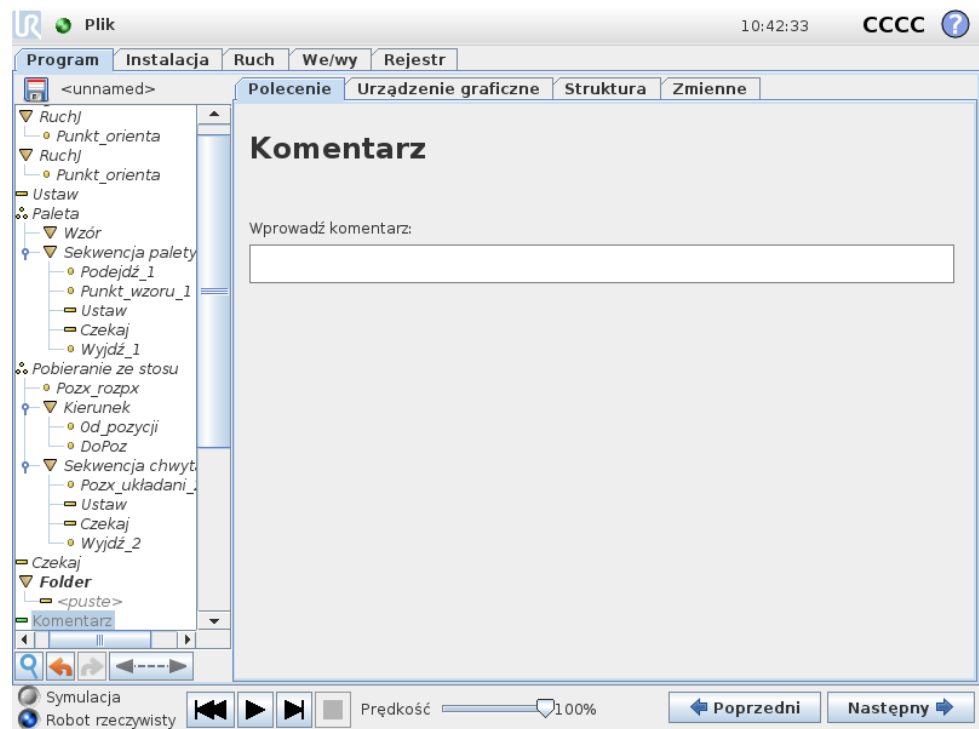 UR Plik 10:42:33 CCCC ?
Program Instalacja Ruch We/wy Rejestr
<unnamed> Polecenie Urządzenie graficzne Struktura Zmienne
RuchJ
Punkt_orienta
RuchJ
Punkt_orienta
Ustaw
Paleta
Wzór
Sekwencja palety
Podejdź_1
Punkt_wzoru_1
Ustaw
Czekaj
Wyjdź_1
Pobieranie ze stosu
Pozx_rozpx
Kierunek
Od_pozycji
DoPoz
Sekwencja chwyt
Pozx_układani_
Ustaw
Czekaj
Wyjdź_2
Czekaj
Folder
<puste>
Komentarz
Komentarz
Wprowadź komentarz:
Symulacja
Robot rzeczywisty
Prędkość 100%
Poprzedni Następny